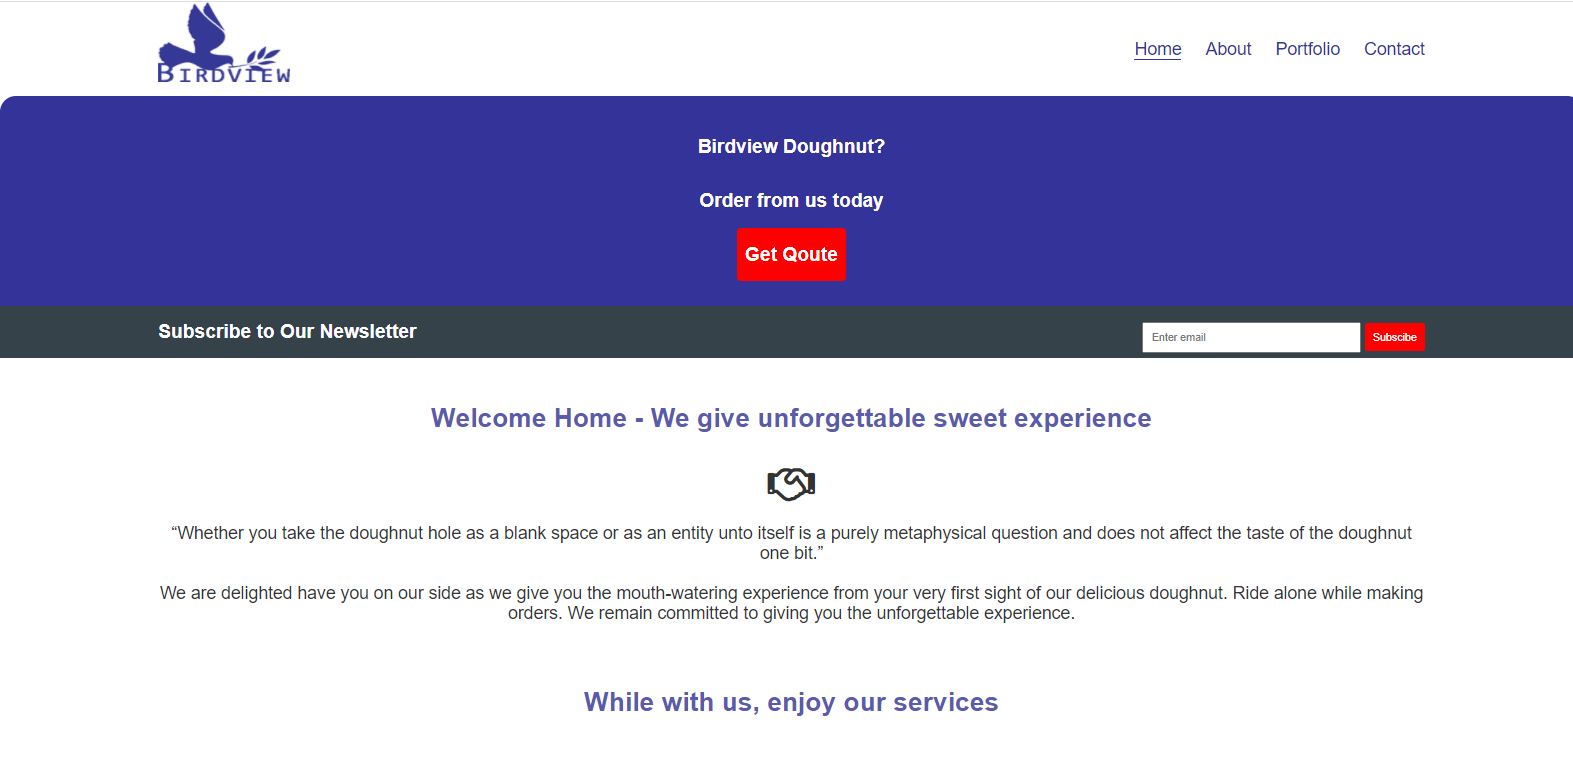 BIRDVIEW
Home About Portfolio Contact
Birdview Doughnut?
Order from us today
Get Qoute
Subscribe to Our Newsletter
Enter email Subscibe
Welcome Home - We give unforgettable sweet experience
“Whether you take the doughnut hole as a blank space or as an entity unto itself is a purely metaphysical question and does not affect the taste of the doughnut
one bit.”
We are delighted have you on our side as we give you the mouth-watering experience from your very first sight of our delicious doughnut. Ride alone while making
orders. We remain committed to giving you the unforgettable experience.
While with us, enjoy our services